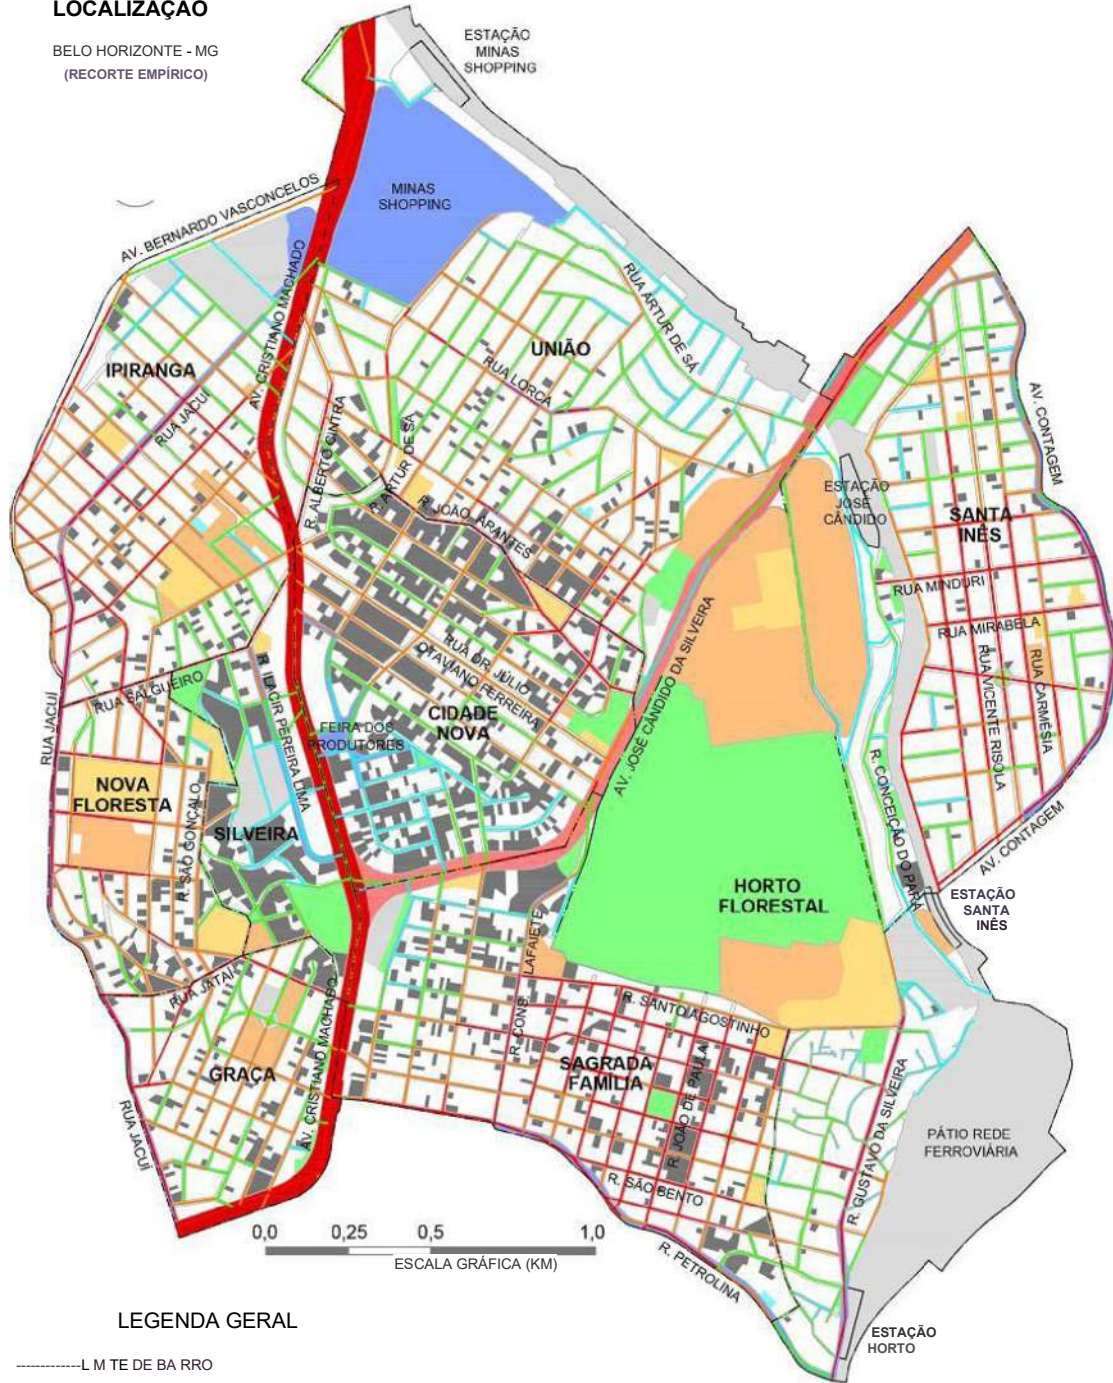 LOCALIZAÇÃO
BELO HORIZONTE - MG
(RECORTE EMPÍRICO)
ESTAÇÃO
MINAS
SHOPPING
MINAS
SHOPPING
AV. BERNARDO VASCONCELOS
AV. CRISTIANO MACHADO
RUA ARTUR DE SÁ
UNIÃO
IPIRANGA
RUA LORCA
RUA JACUÍ
R. ALBERTO CINTRA
R. ARTUR DE SÁ
R. JOÃO ARANTES
AV. CONTAGEM
ESTAÇÃO
JOSÉ
CÂNDIDO
SANTA
INÊS
RUA MINDURI
RUA MIRABELA
RUA VICENTE RISOLA
RUA CARMÉSIA
RUA DR. JÚLIO
OTAVIANO FERREIRA
AV. JOSÉ CÂNDIDO DA SILVEIRA
RUA SALGUEIRO
R. ILACIR PEREIRA LIMA
CIDADE
NOVA
FEIRA DOS
PRODUTORES
RUA JACUÍ
NOVA
FLORESTA
R. SÃO GONÇALO
SILVEIRA
R. CONCEIÇÃO DO PARÁ
AV. CONTAGEM
HORTO
FLORESTAL
ESTAÇÃO
SANTA
INÊS
R. CONS. LAFAIETE
RUA JATAÍ
R. SANTO AGOSTINHO
GRAÇA
AV. CRISTIANO MACHADO
SAGRADA
FAMÍLIA
R. JOÃO DE PAULA
R. GUSTAVO DA SILVEIRA
PÁTIO REDE
FERROVIÁRIA
RUA JACUÍ
R. SÃO BENTO
R. PETROLINA
0,0 0,25 0,5 1,0
ESCALA GRÁFICA (KM)
ESTAÇÃO
HORTO
LEGENDA GERAL
-------------L M TE DE BA RRO